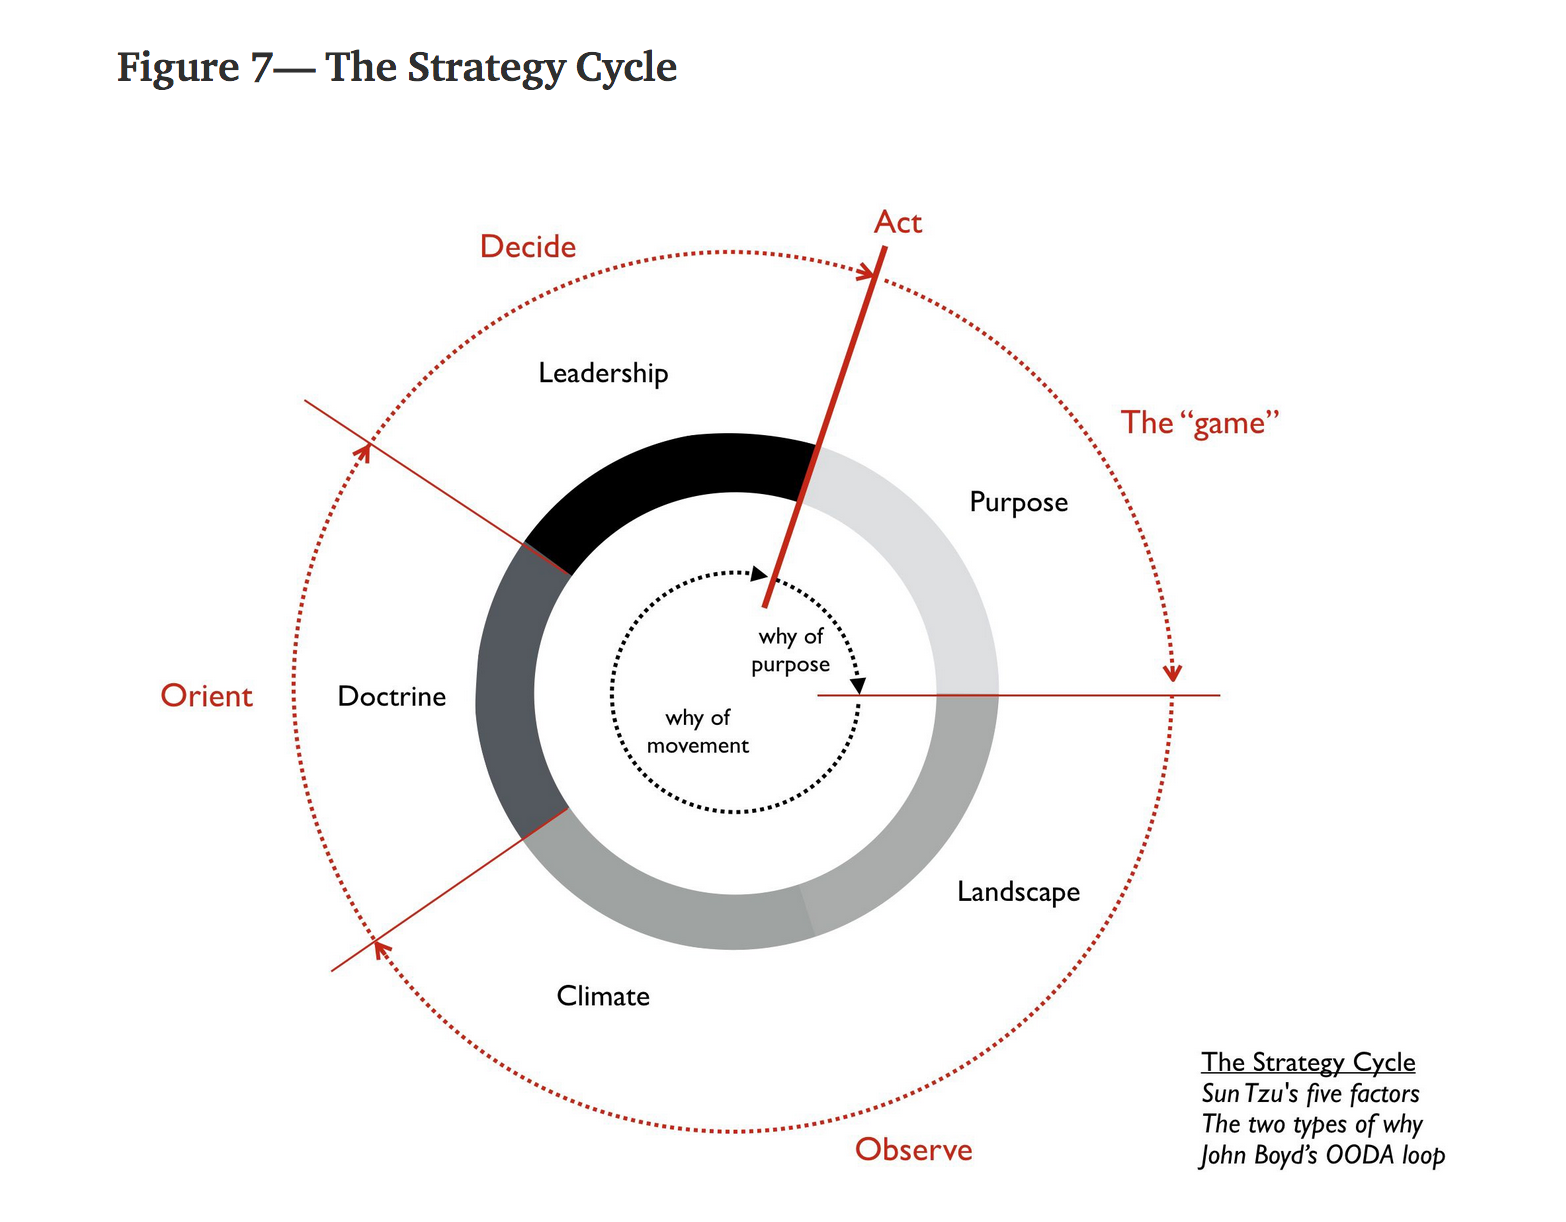 Figure 7— The Strategy Cycle
Act
Decide
Leadership
The “game”
Purpose
why of
purpose
Orient
Doctrine
why of
movement
Landscape
Climate
Observe
The Strategy Cycle
Sun Tzu's five factors
The two types of why
John Boyd’s OODA loop